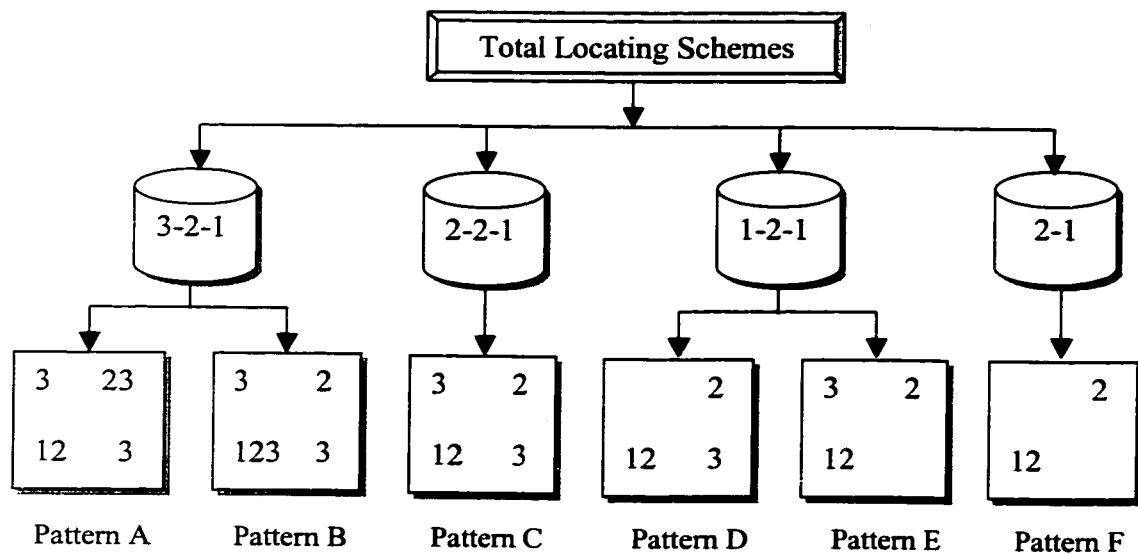 Total Locating Schemes
3-2-1
2-2-1
1-2-1
2-1
3 23
12 3
3 2
123 3
3 2
12 3
2
12 3
3 2
12
2
12
Pattern A
Pattern B
Pattern C
Pattern D
Pattern E
Pattern F